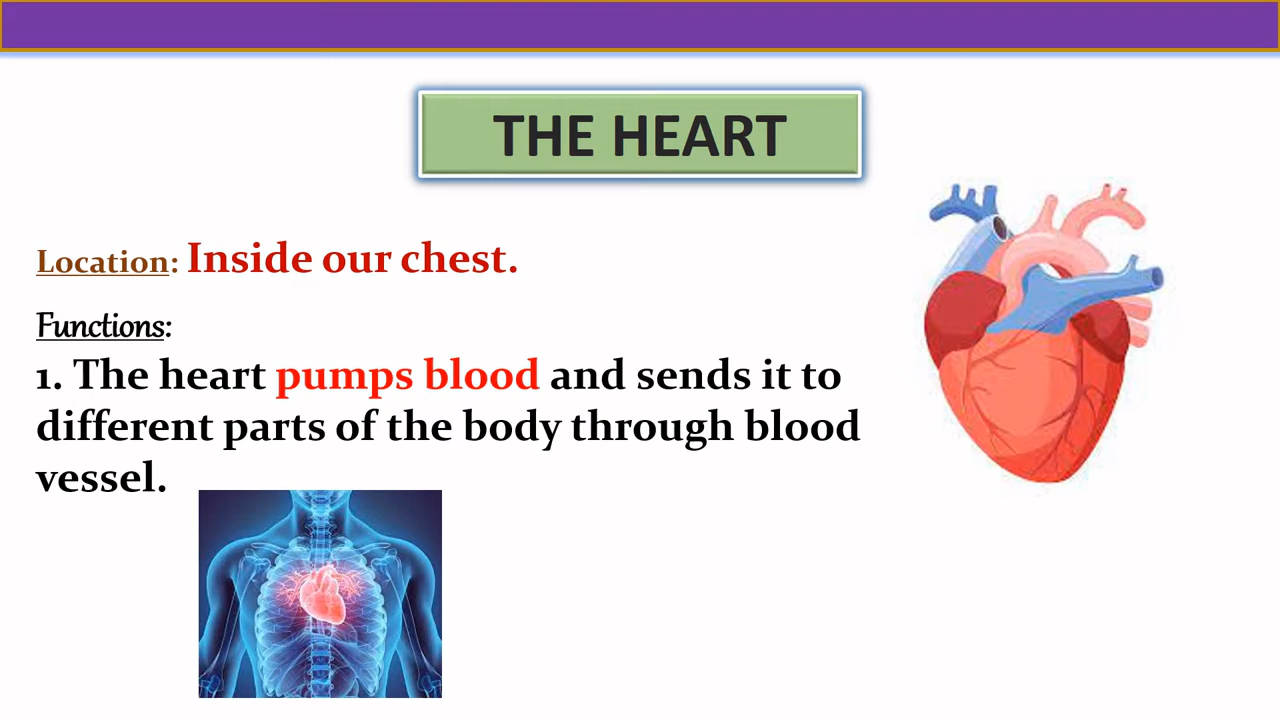 THE HEART
Location: Inside our chest.
Functions:
1. The heart pumps blood and sends it to
different parts of the body through blood
vessel.